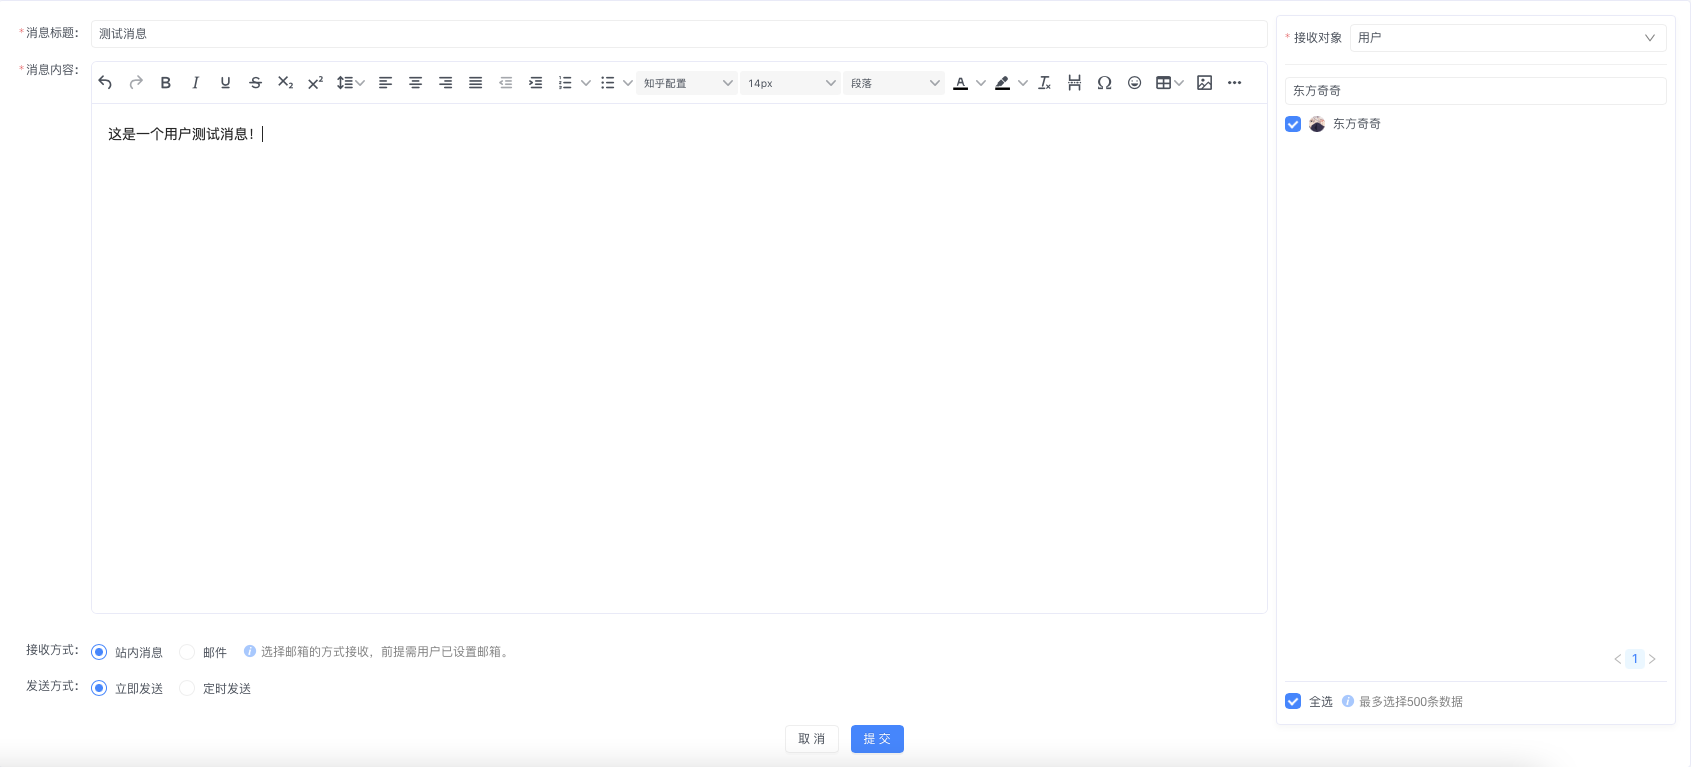 *消息标题：
测试消息
*消息内容：
知乎配置
14px
段落
这是一个用户测试消息！
接收方式：
站内消息
邮件
选择邮箱的方式接收，前提需用户已设置邮箱。
发送方式：
立即发送
定时发送
取 消
提 交
* 接收对象
用户
东方奇奇
东方奇奇
1
全选
最多选择500条数据